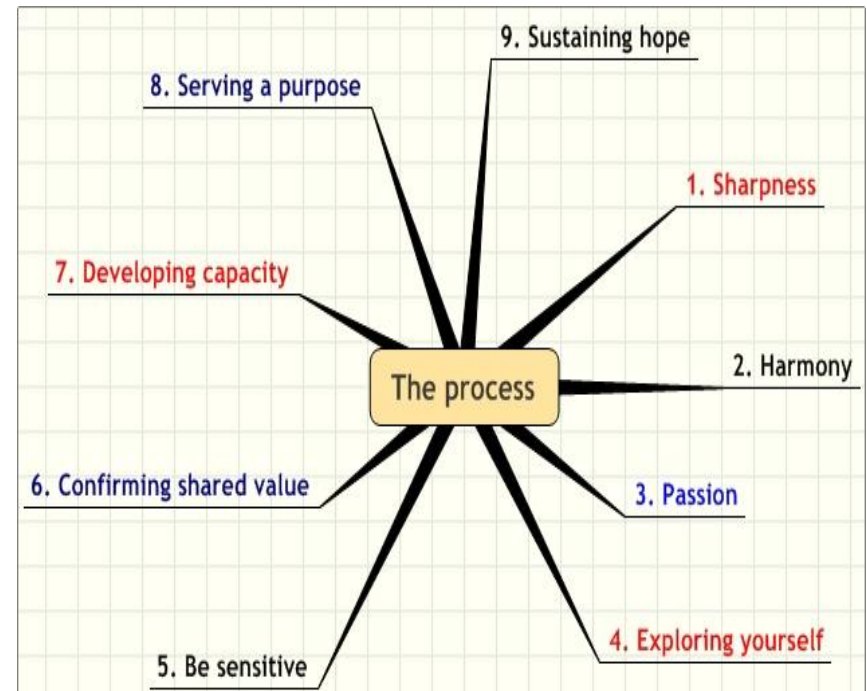 9. Sustaining hope
8. Serving a purpose
1. Sharpness
7. Developing capacity
2. Harmony
The process
6. Confirming shared value
3. Passion
4. Exploring yourself
5. Be sensitive